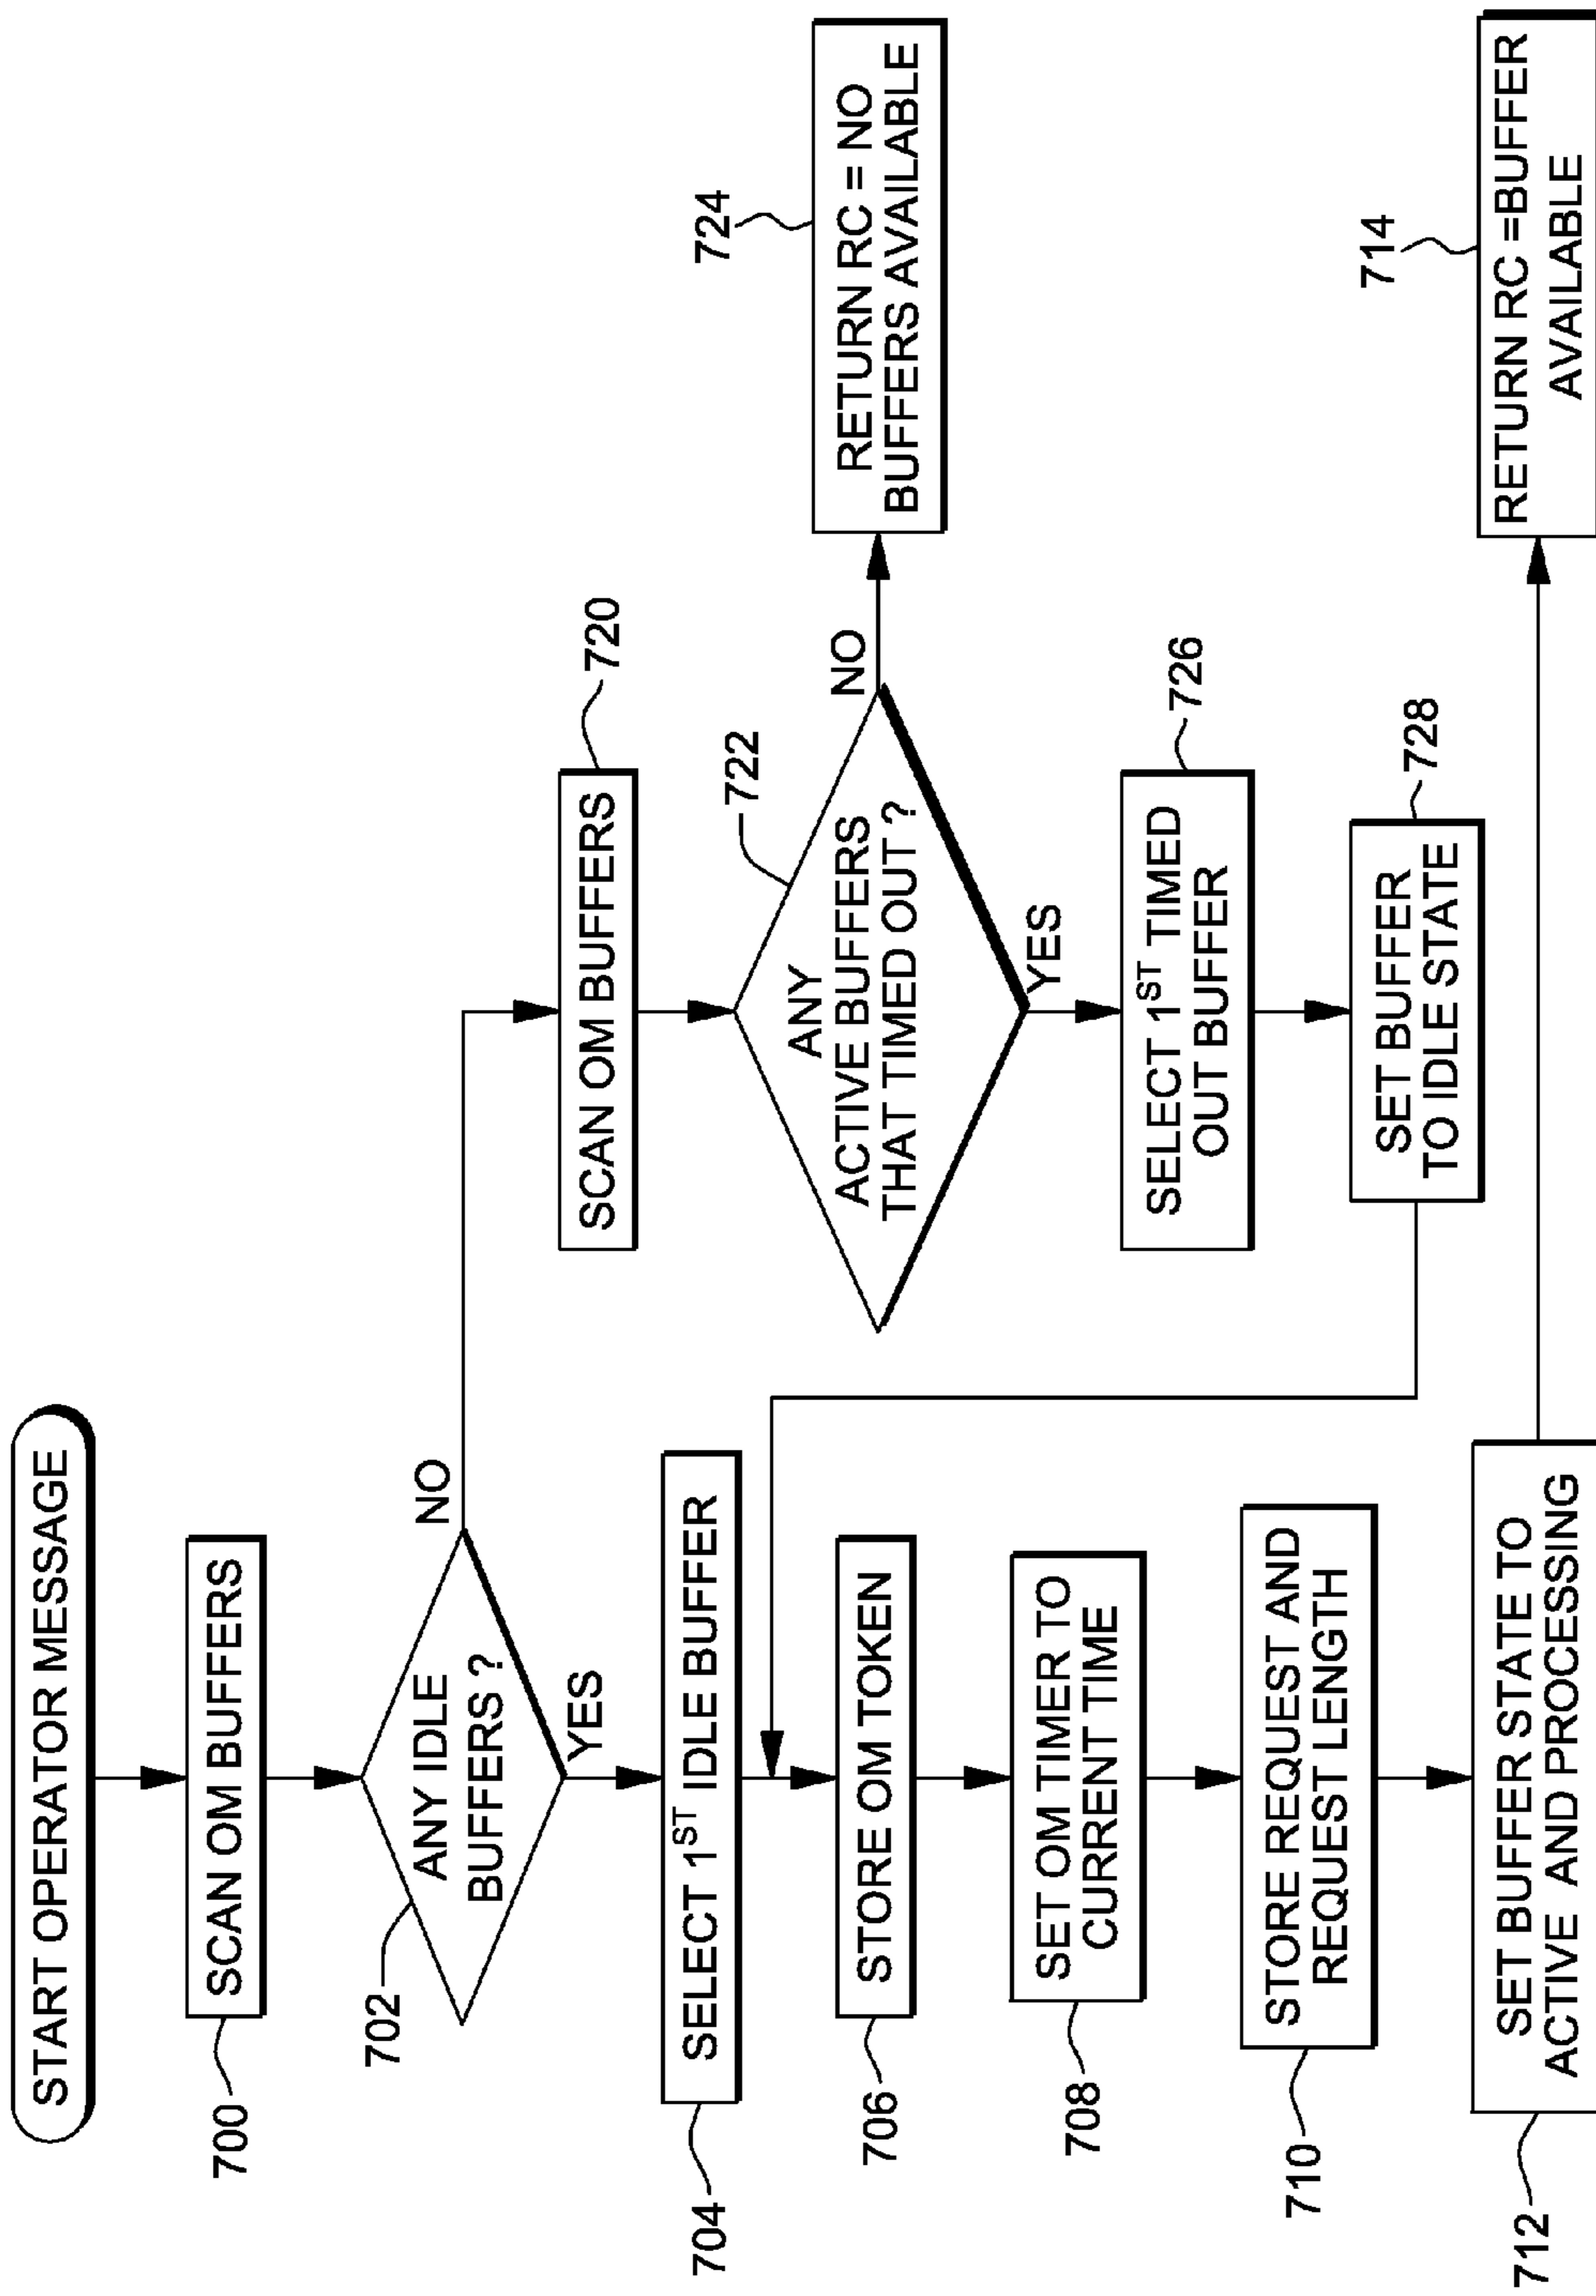 START OPERATOR MESSAGE
700
SCAN OM BUFFERS
702
ANY IDLE
BUFFERS ?
NO
YES
704
SELECT 1ST IDLE BUFFER
706
STORE OM TOKEN
708
SET OM TIMER TO
CURRENT TIME
710
STORE REQUEST AND
REQUEST LENGTH
712
SET BUFFER STATE TO
ACTIVE AND PROCESSING
SCAN OM BUFFERS
720
722
ANY
ACTIVE BUFFERS
THAT TIMED OUT ?
NO
YES
724
RETURN RC = NO
BUFFERS AVAILABLE
SELECT 1ST TIMED
OUT BUFFER
726
SET BUFFER
TO IDLE STATE
728
714
RETURN RC =BUFFER
AVAILABLE